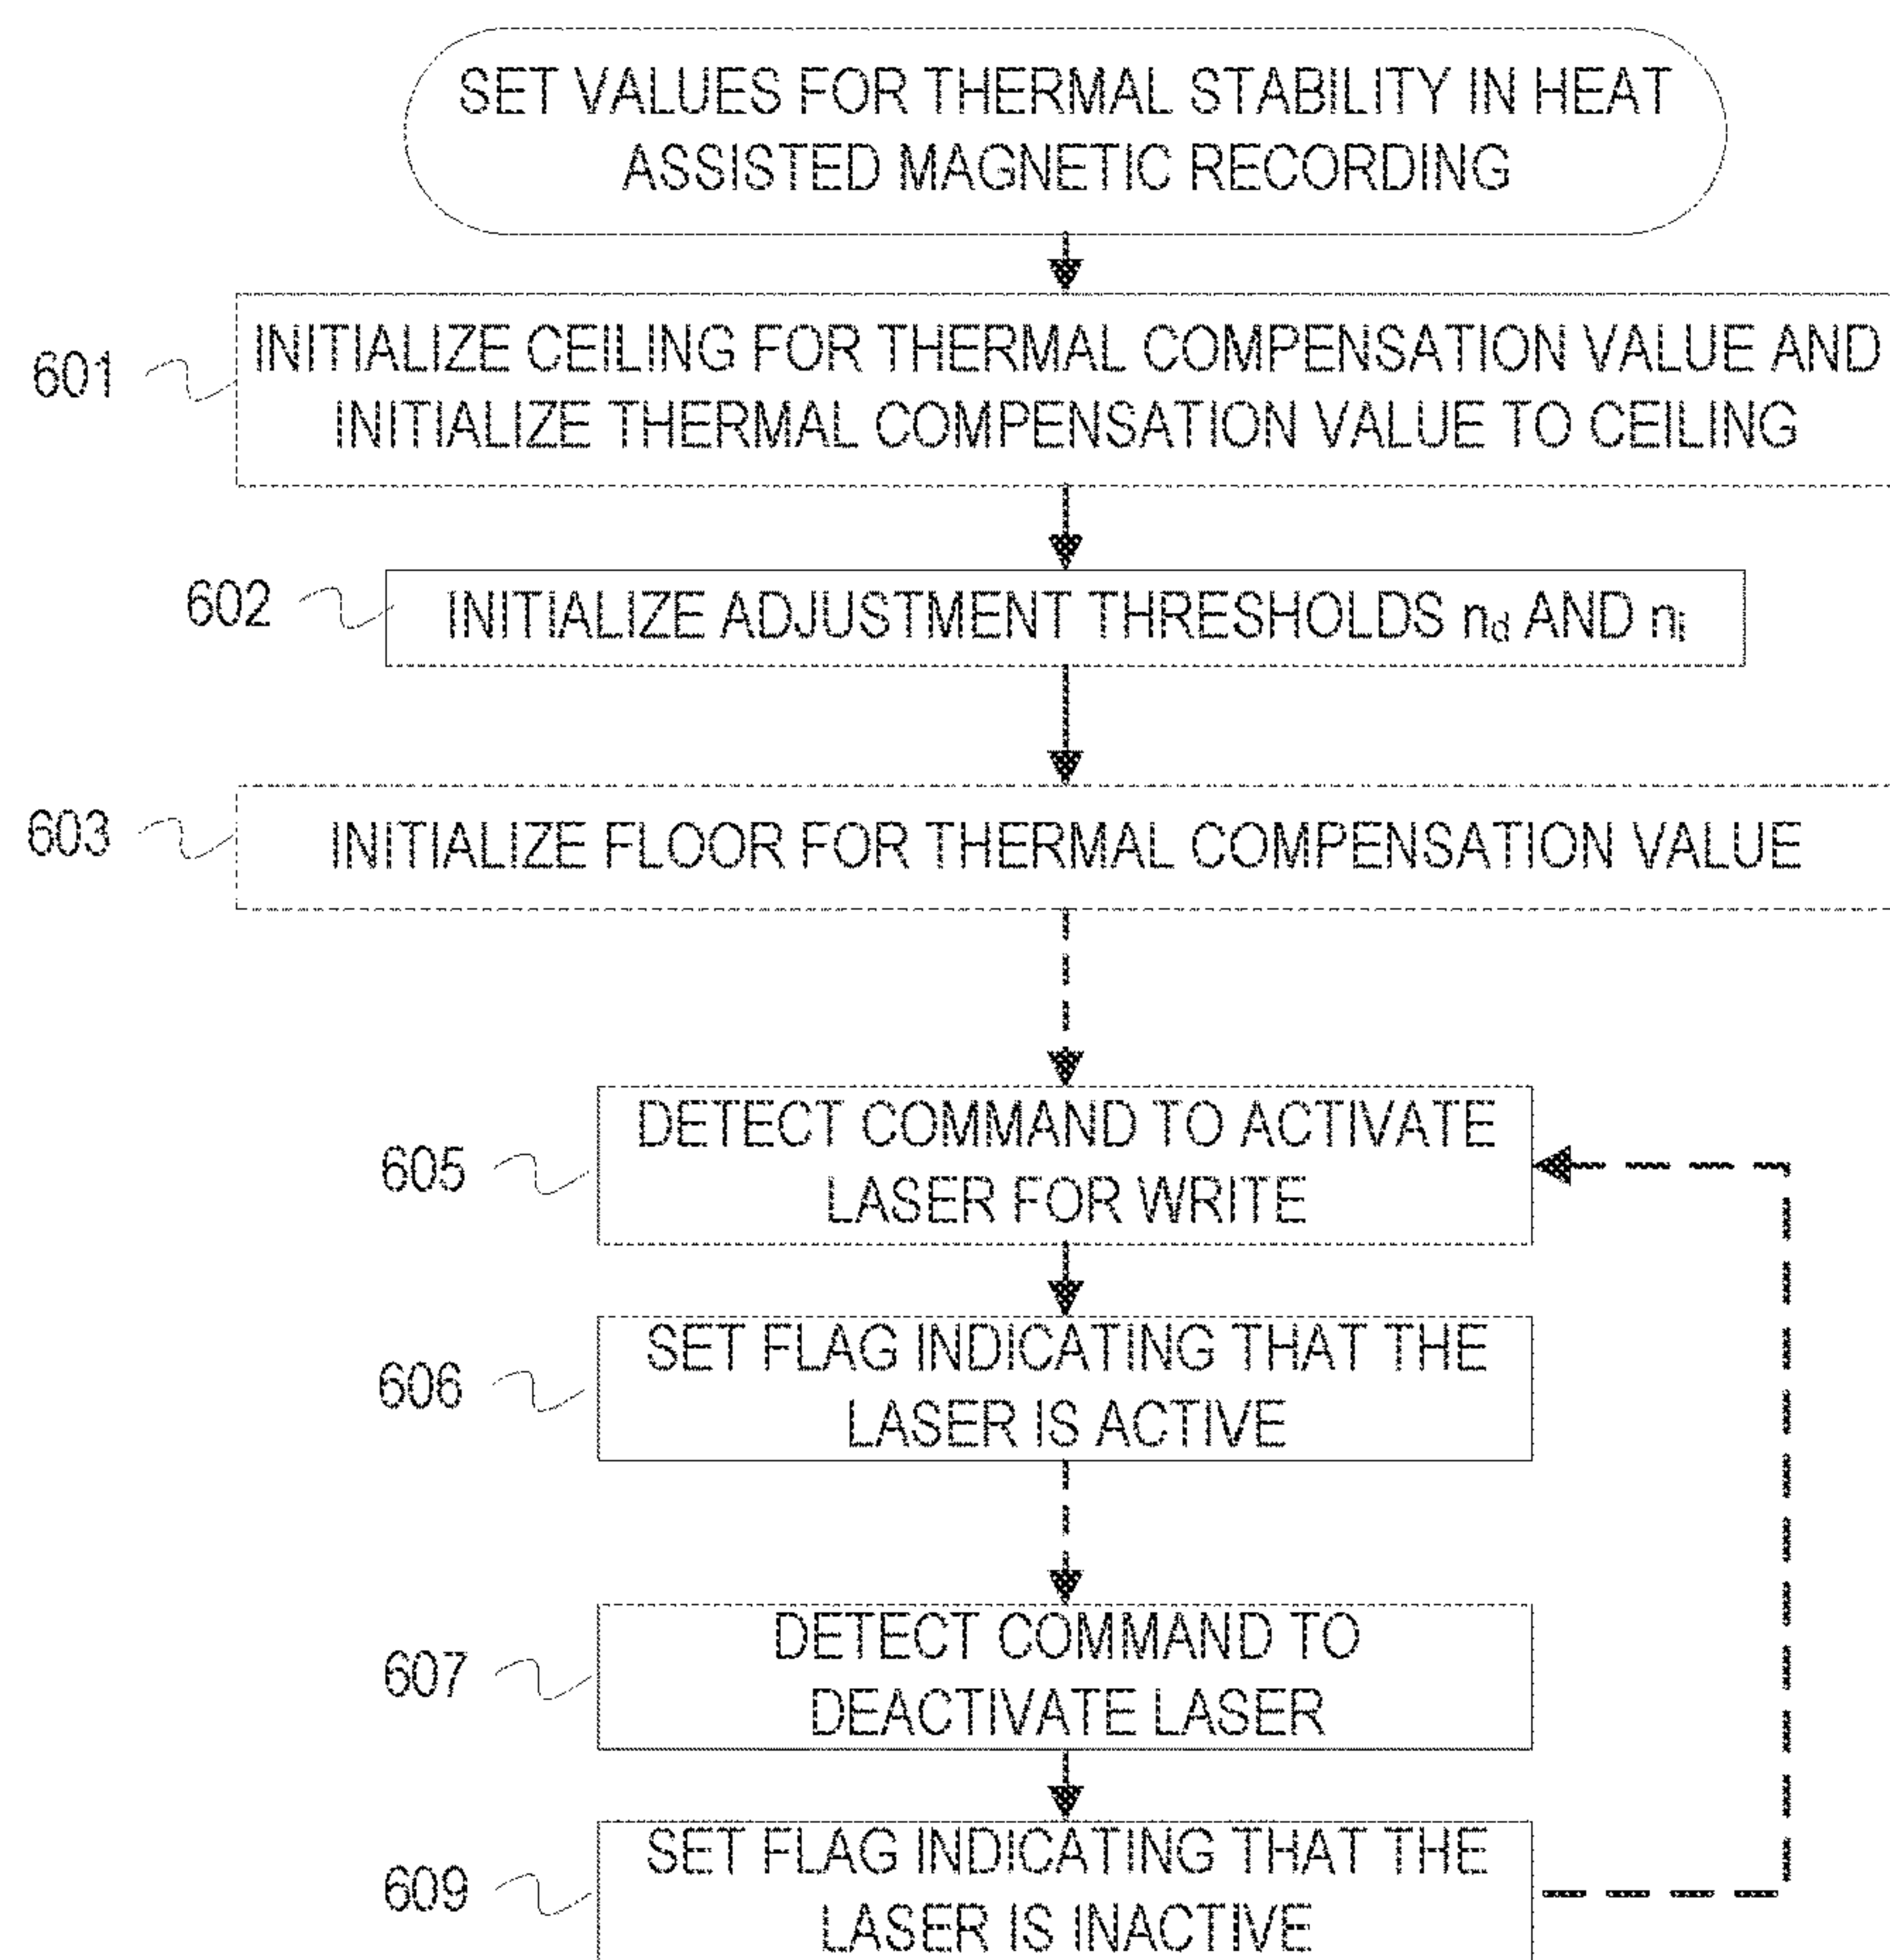 SET VALUES FOR THERMAL STABILITY IN HEAT
ASSISTED MAGNETIC RECORDING
601
INITIALIZE CEILING FOR THERMAL COMPENSATION VALUE AND
INITIALIZE THERMAL COMPENSATION VALUE TO CEILING
602
INITIALIZE ADJUSTMENT THRESHOLDS nd AND ni
603
INITIALIZE FLOOR FOR THERMAL COMPENSATION VALUE
605
DETECT COMMAND TO ACTIVATE
LASER FOR WRITE
606
SET FLAG INDICATING THAT THE
LASER IS ACTIVE
607
DETECT COMMAND TO
DEACTIVATE LASER
609
SET FLAG INDICATING THAT THE
LASER IS INACTIVE